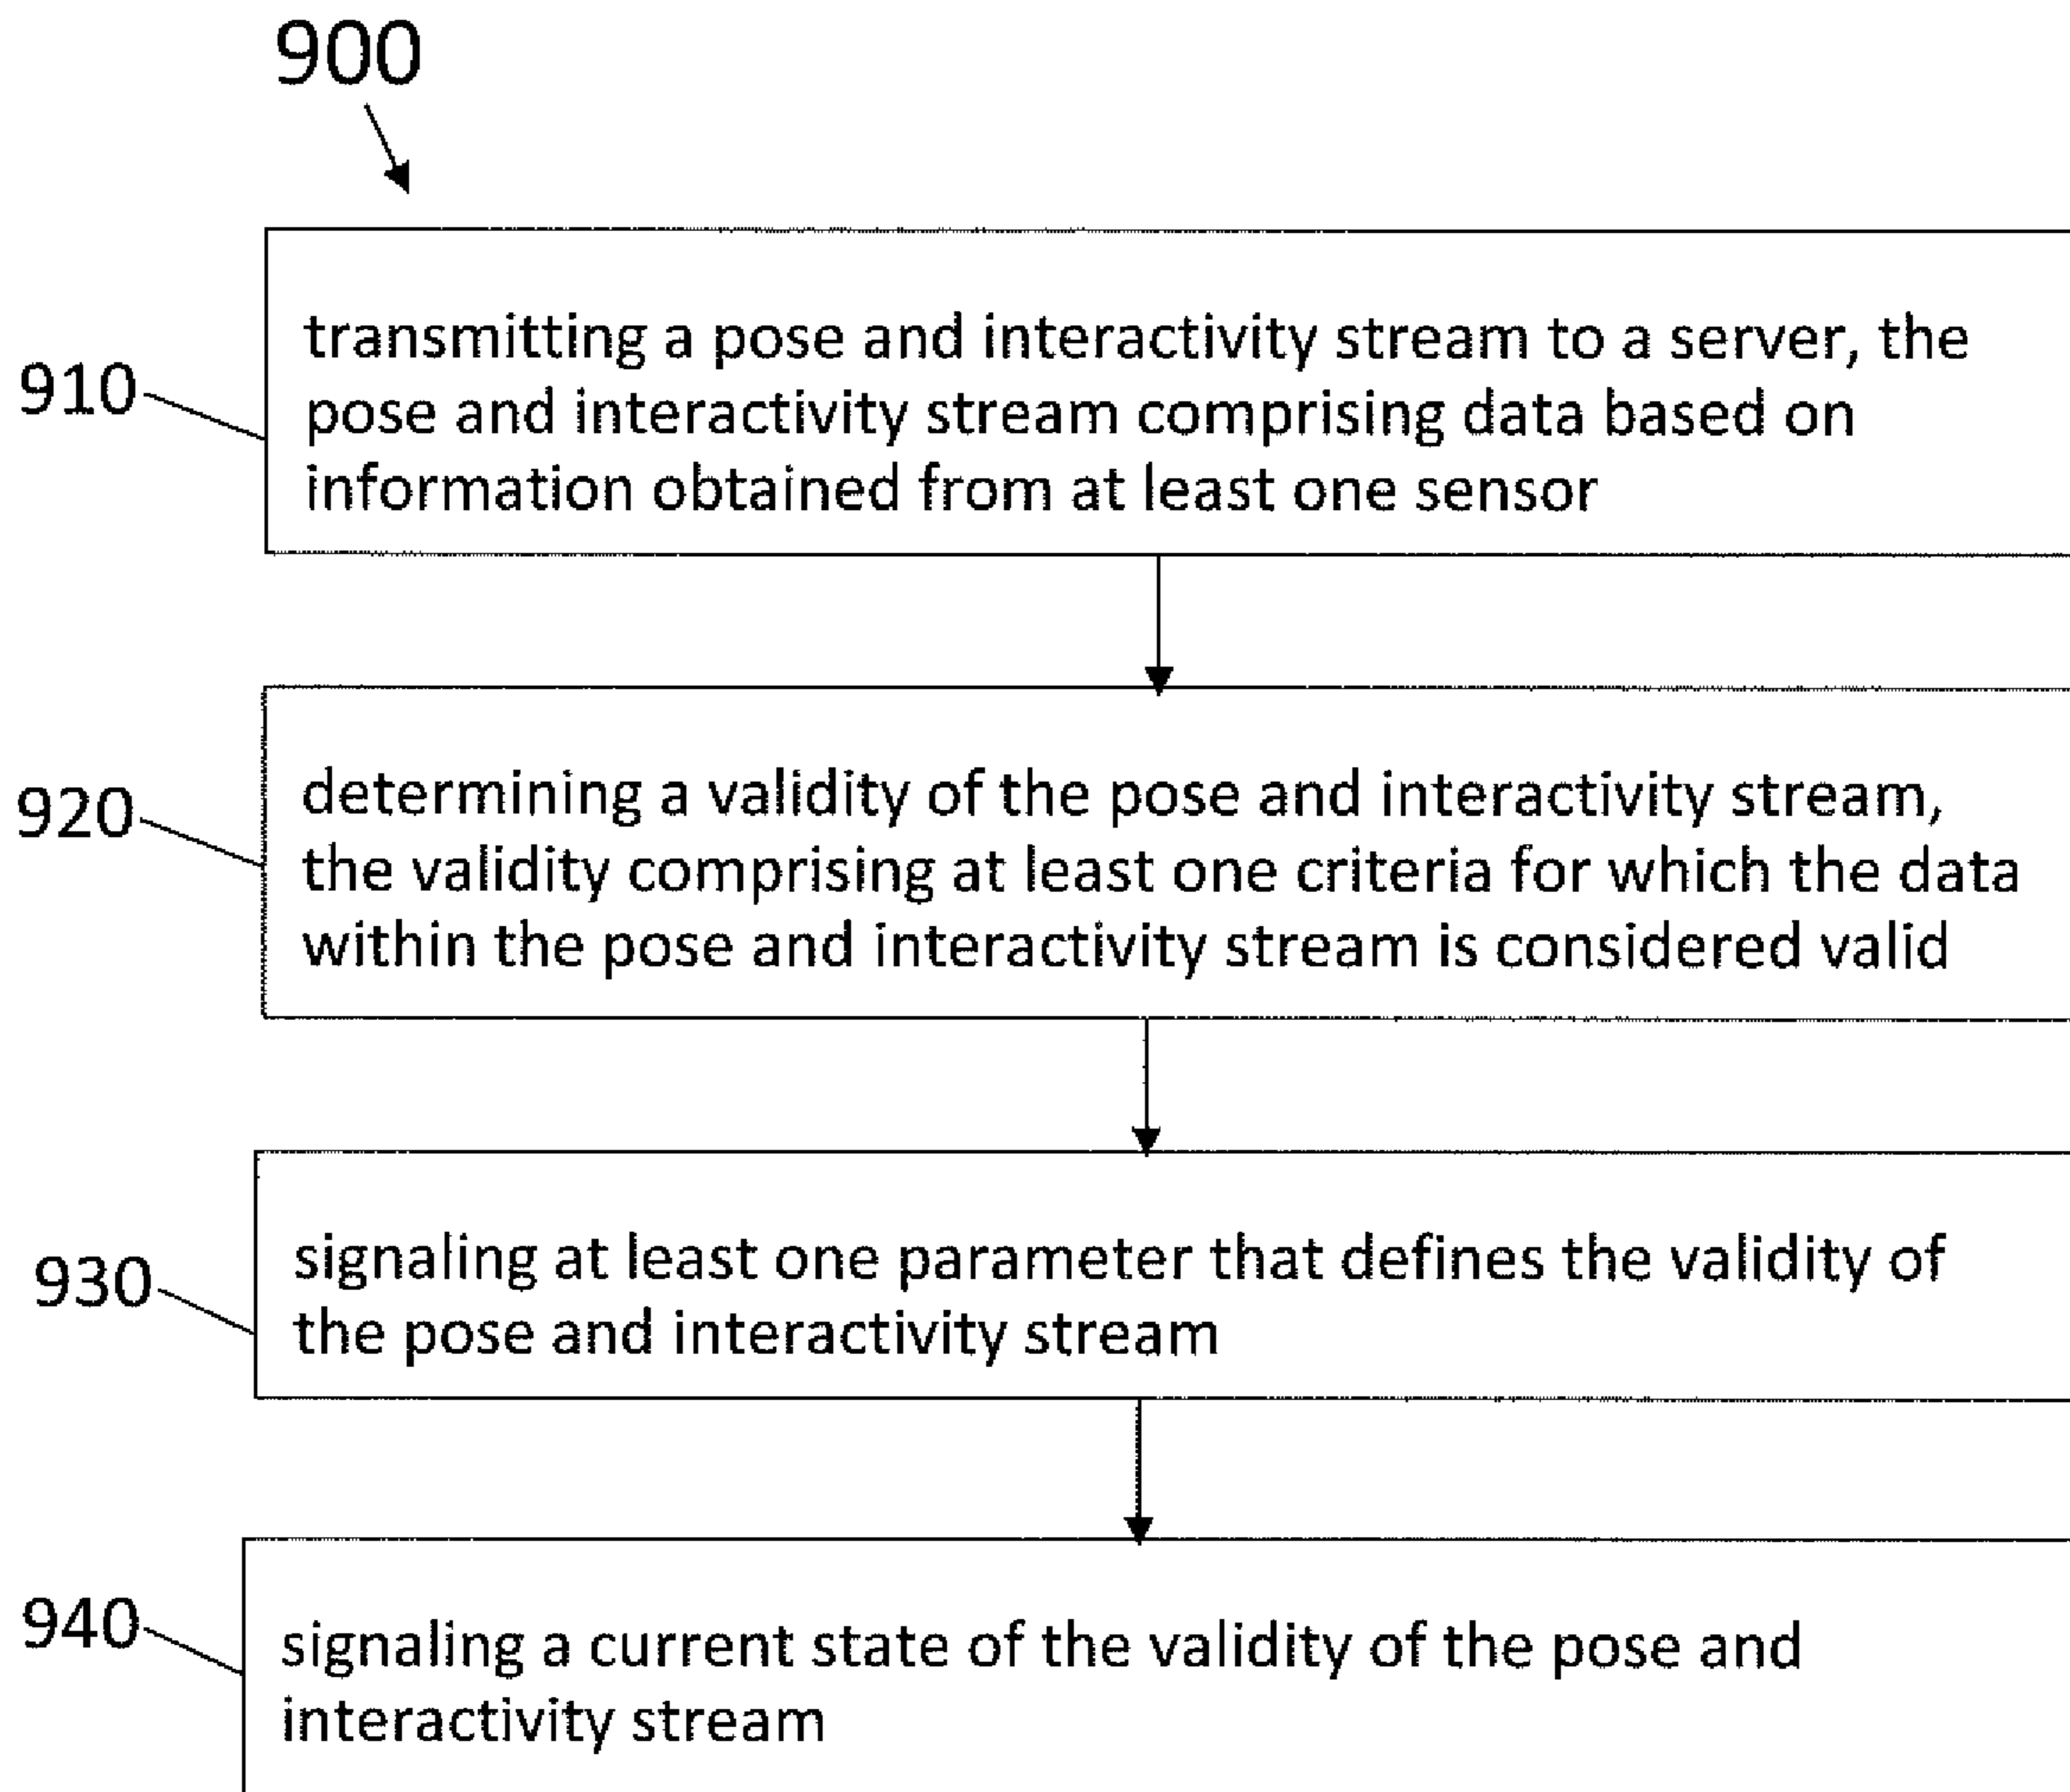 900
910
transmitting a pose and interactivity stream to a server, the
pose and interactivity stream comprising data based on
information obtained from at least one sensor
920
determining a validity of the pose and interactivity stream,
the validity comprising at least one criteria for which the data
within the pose and interactivity stream is considered valid
930
signaling at least one parameter that defines the validity of
the pose and interactivity stream
940
signaling a current state of the validity of the pose and
interactivity stream